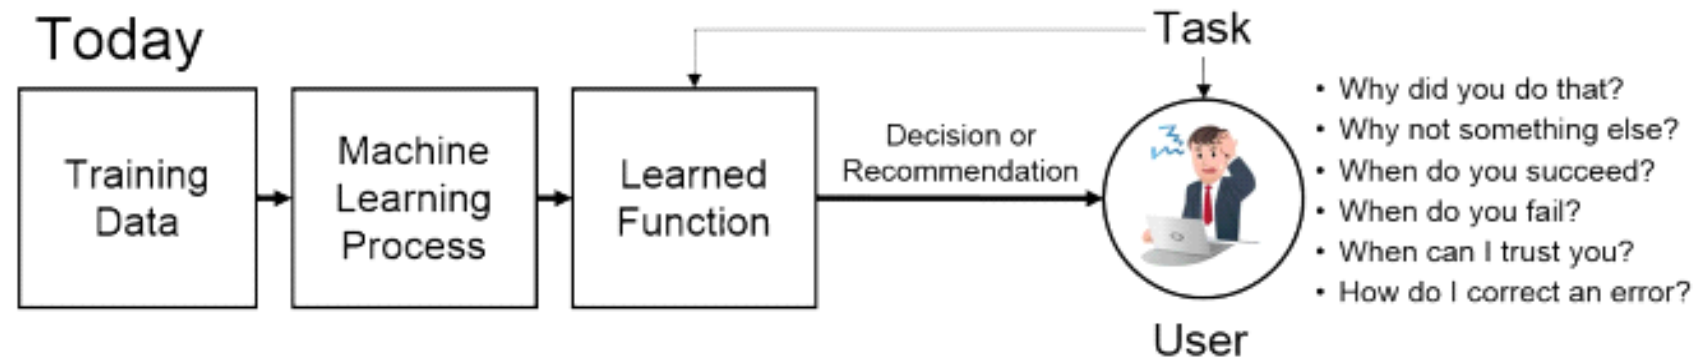 Today
Task
Training
Data
Machine
Learning
Process
Learned
Function
Decision or
Recommendation
User
• Why did you do that?
• Why not something else?
• When do you succeed?
• When do you fail?
• When can I trust you?
• How do I correct an error?